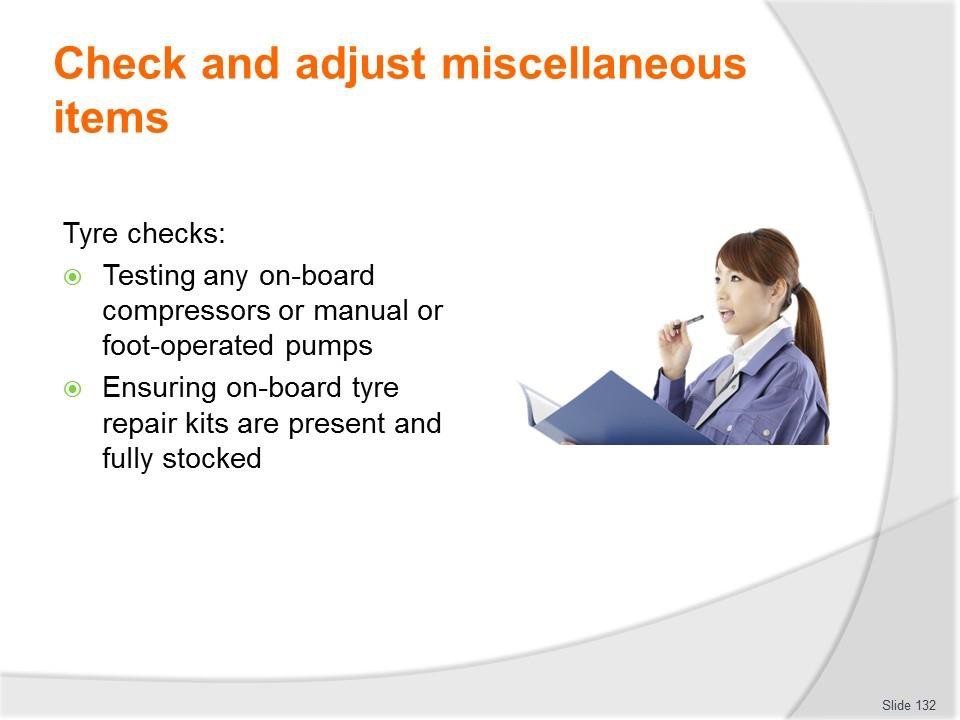 Check and adjust miscellaneous
items
Tyre checks:
Testing any on-board
compressors or manual or
foot-operated pumps
Ensuring on-board tyre
repair kits are present and
fully stocked
Slide 132